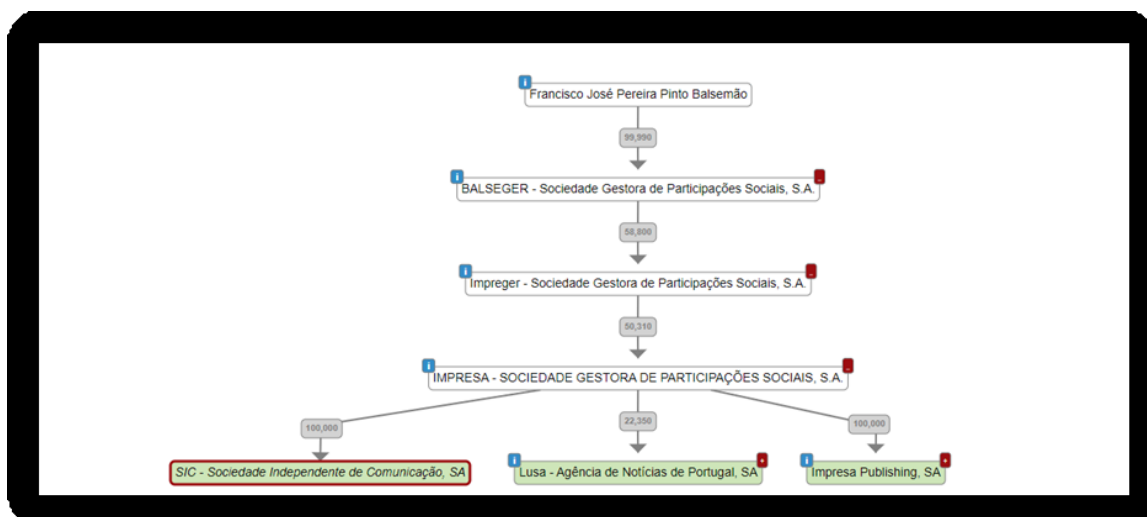 Francisco José Pereira Pinto Balsemão
99,990
BALSEGER - Sociedade Gestora de Participações Sociais, S.A.
58,800
Impreger - Sociedade Gestora de Participações Sociais, S.A.
50,310
IMPRESA - SOCIEDADE GESTORA DE PARTICIPAÇÕES SOCIAIS, S.A.
100,000
22,350
100,000
SIC - Sociedade Independente de Comunicação, SA
Lusa - Agência de Notícias de Portugal, SA
Impresa Publishing, SA